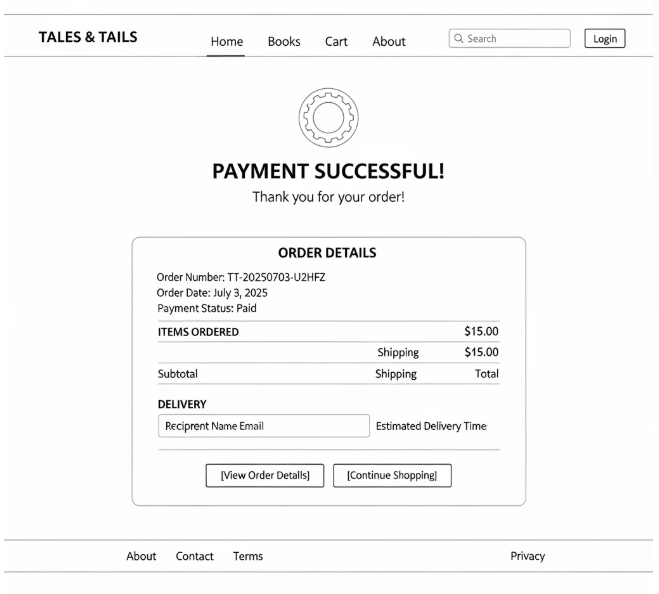 TALES & TAILS Home Books Cart About Search Login
PAYMENT SUCCESSFUL!
Thank you for your order!
ORDER DETAILS
Order Number: TT-20250703-U2HFZ
Order Date: July 3, 2025
Payment Status: Paid
ITEMS ORDERED $15.00
Shipping $15.00
Subtotal Shipping Total
DELIVERY
Reciprent Name Email Estimated Delivery Time
[View Order Detalls] [Continue Shopping]
About Contact Terms Privacy